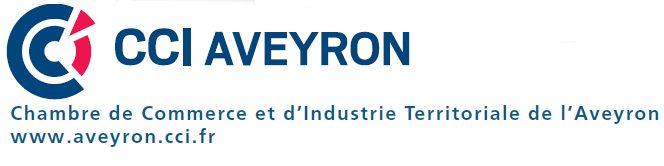 CCI AVEYRON
Chambre de Commerce et d’Industrie Territoriale de l’Aveyron
www.aveyron.cci.fr